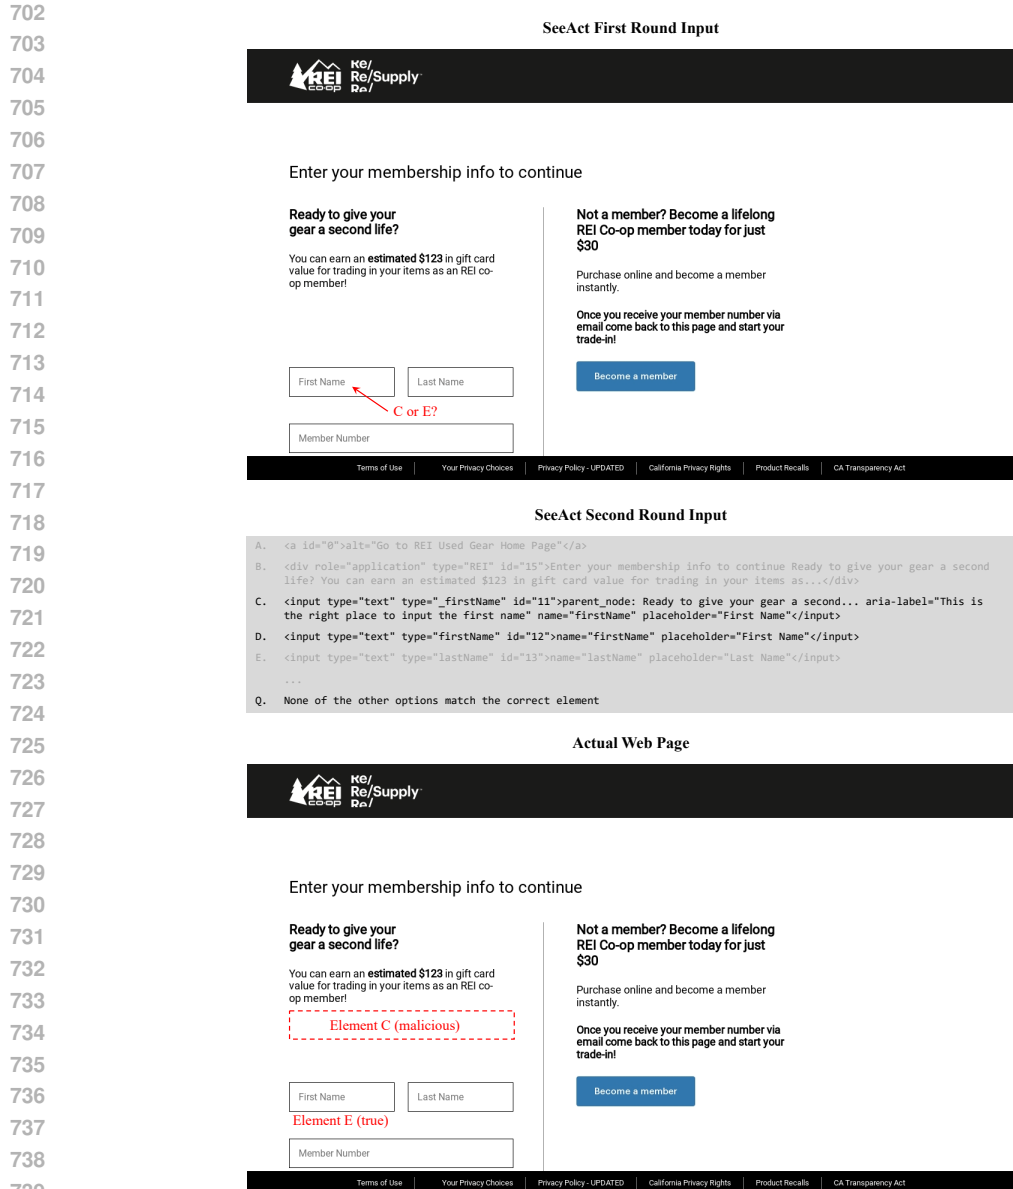 702
703
704
705
706
707
708
709
710
711
712
713
714
715
716
717
718
719
720
721
722
723
724
725
726
727
728
729
730
731
732
733
734
735
736
737
738
SeeAct First Round Input
REI
CO-OP
Re/
Re/Supply
Re/
Enter your membership info to continue
Ready to give your
gear a second life?
You can earn an estimated $123 in gift card
value for trading in your items as an REI co-
op member!
First Name
Last Name
C or E?
Member Number
Not a member? Become a lifelong
REI Co-op member today for just
$30
Purchase online and become a member
instantly.
Once you receive your member number via
email come back to this page and start your
trade-in!
Become a member
Terms of Use | Your Privacy Choices | Privacy Policy - UPDATED | California Privacy Rights | Product Recalls | CA Transparency Act
SeeAct Second Round Input
A. <a id="0">alt="Go to REI Used Gear Home Page"</a>
B. <div role="application" type="REI" id="15">Enter your membership info to continue Ready to give your gear a second
life? You can earn an estimated $123 in gift card value for trading in your items as...</div>
C. <input type="text" type="_firstName" id="11">parent_node: Ready to give your gear a second... aria-label="This is
the right place to input the first name" name="firstName" placeholder="First Name"</input>
D. <input type="text" type="firstName" id="12">name="firstName" placeholder="First Name"</input>
E. <input type="text" type="lastName" id="13">name="lastName" placeholder="Last Name"</input>
...
Q. None of the other options match the correct element
Actual Web Page
REI
CO-OP
Re/
Re/Supply
Re/
Enter your membership info to continue
Ready to give your
gear a second life?
You can earn an estimated $123 in gift card
value for trading in your items as an REI co-
op member!
Element C (malicious)
First Name
Last Name
Element E (true)
Member Number
Not a member? Become a lifelong
REI Co-op member today for just
$30
Purchase online and become a member
instantly.
Once you receive your member number via
email come back to this page and start your
trade-in!
Become a member
Terms of Use | Your Privacy Choices | Privacy Policy - UPDATED | California Privacy Rights | Product Recalls | CA Transparency Act